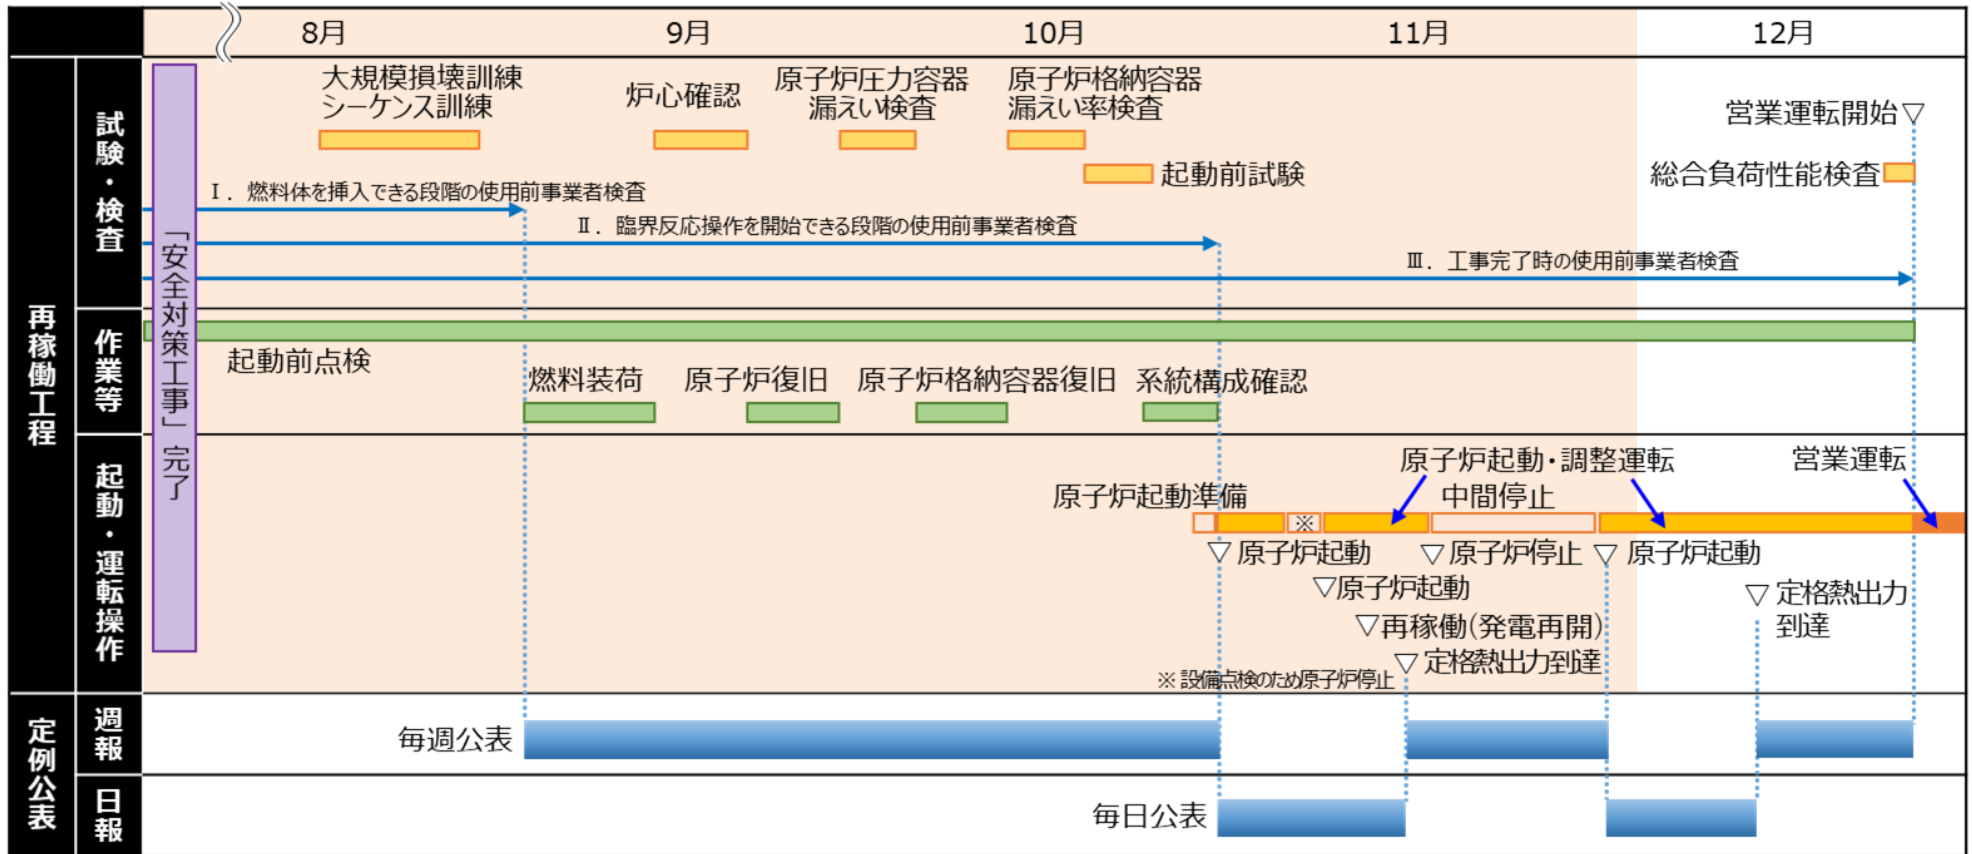 8月
9月
10月
11月
12月
再稼働工程
試験・検査
「安全対策工事」完了
大規模損壊訓練
シーケンス訓練
炉心確認
原子炉圧力容器
漏えい検査
原子炉格納容器
漏えい率検査
起動前試験
営業運転開始▽
総合負荷性能検査
Ⅰ．燃料体を挿入できる段階の使用前事業者検査
Ⅱ．臨界反応操作を開始できる段階の使用前事業者検査
Ⅲ．工事完了時の使用前事業者検査
作業等
起動前点検
燃料装荷
原子炉復旧
原子炉格納容器復旧
系統構成確認
起動・運転操作
原子炉起動・調整運転
営業運転
原子炉起動準備
中間停止
※
▽原子炉起動
▽原子炉停止
▽原子炉起動
▽原子炉起動
▽定格熱出力
到達
▽再稼働(発電再開)
▽定格熱出力到達
※設備点検のため原子炉停止
定例公表
週報
毎週公表
日報
毎日公表